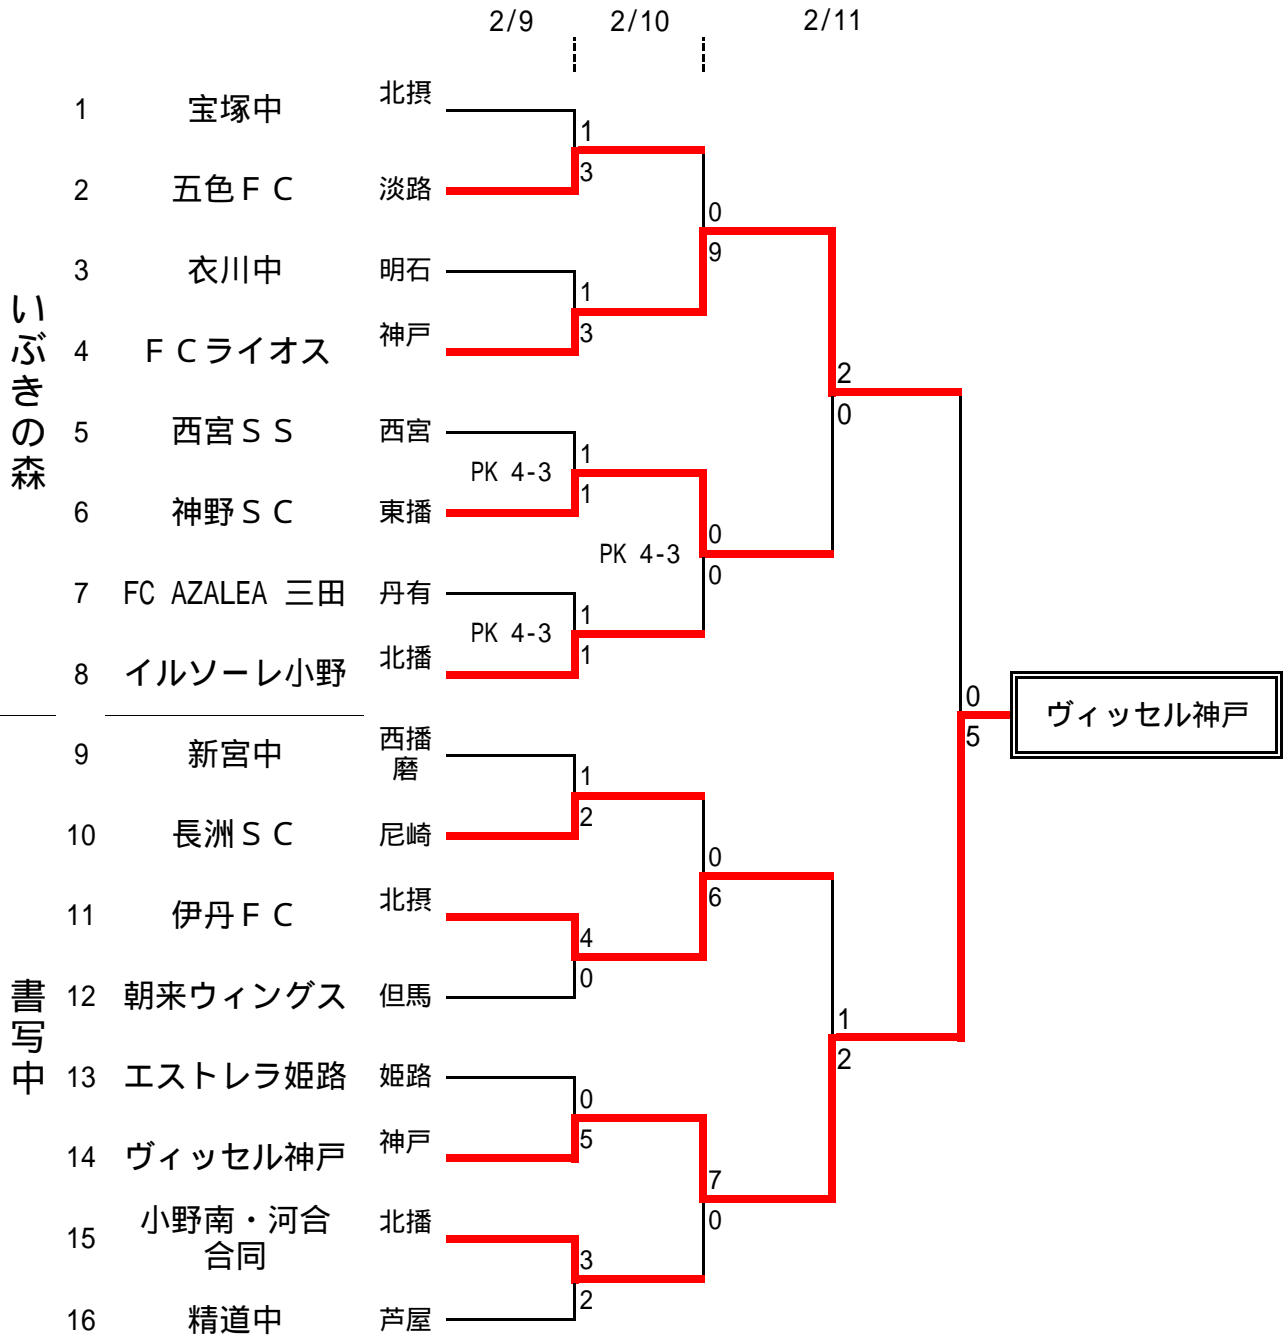 2/9 2/10 2/11
いぶきの森
1 宝塚中 北摂
1
3
2 五色ＦＣ 淡路
0
9
3 衣川中 明石
1
3
4 ＦＣライオス 神戸
2
0
5 西宮ＳＳ 西宮
PK 4-3
1
1
6 神野ＳＣ 東播
PK 4-3
0
0
7 FC AZALEA 三田 丹有
PK 4-3
1
1
8 イルソーレ小野 北播
0
5
ヴィッセル神戸
書写中
9 新宮中 西播
磨
1
2
10 長洲ＳＣ 尼崎
0
6
11 伊丹ＦＣ 北摂
4
0
12 朝来ウィングス 但馬
1
2
13 エストレラ姫路 姫路
0
5
14 ヴィッセル神戸 神戸
7
0
15 小野南・河合
合同 北播
3
2
16 精道中 芦屋